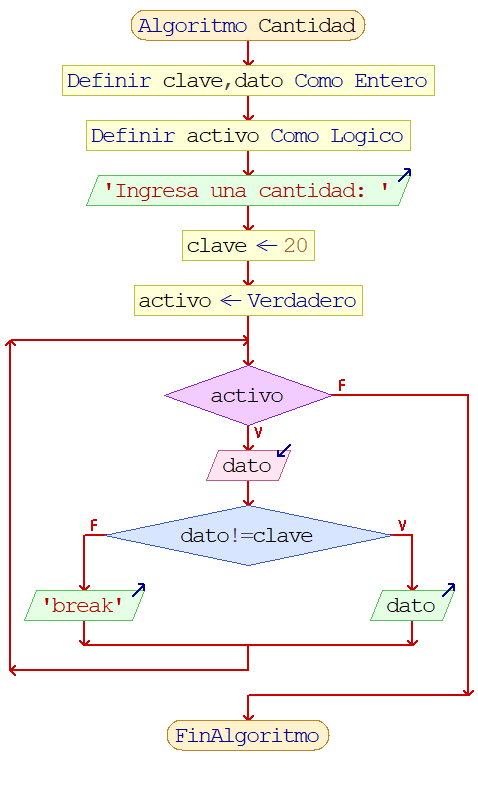 Algoritmo Cantidad
Definir clave,dato Como Entero
Definir activo Como Logico
'Ingresa una cantidad: '
clave ← 20
activo ← Verdadero
activo
F
V
dato
dato!=clave
F
V
'break'
dato
FinAlgoritmo